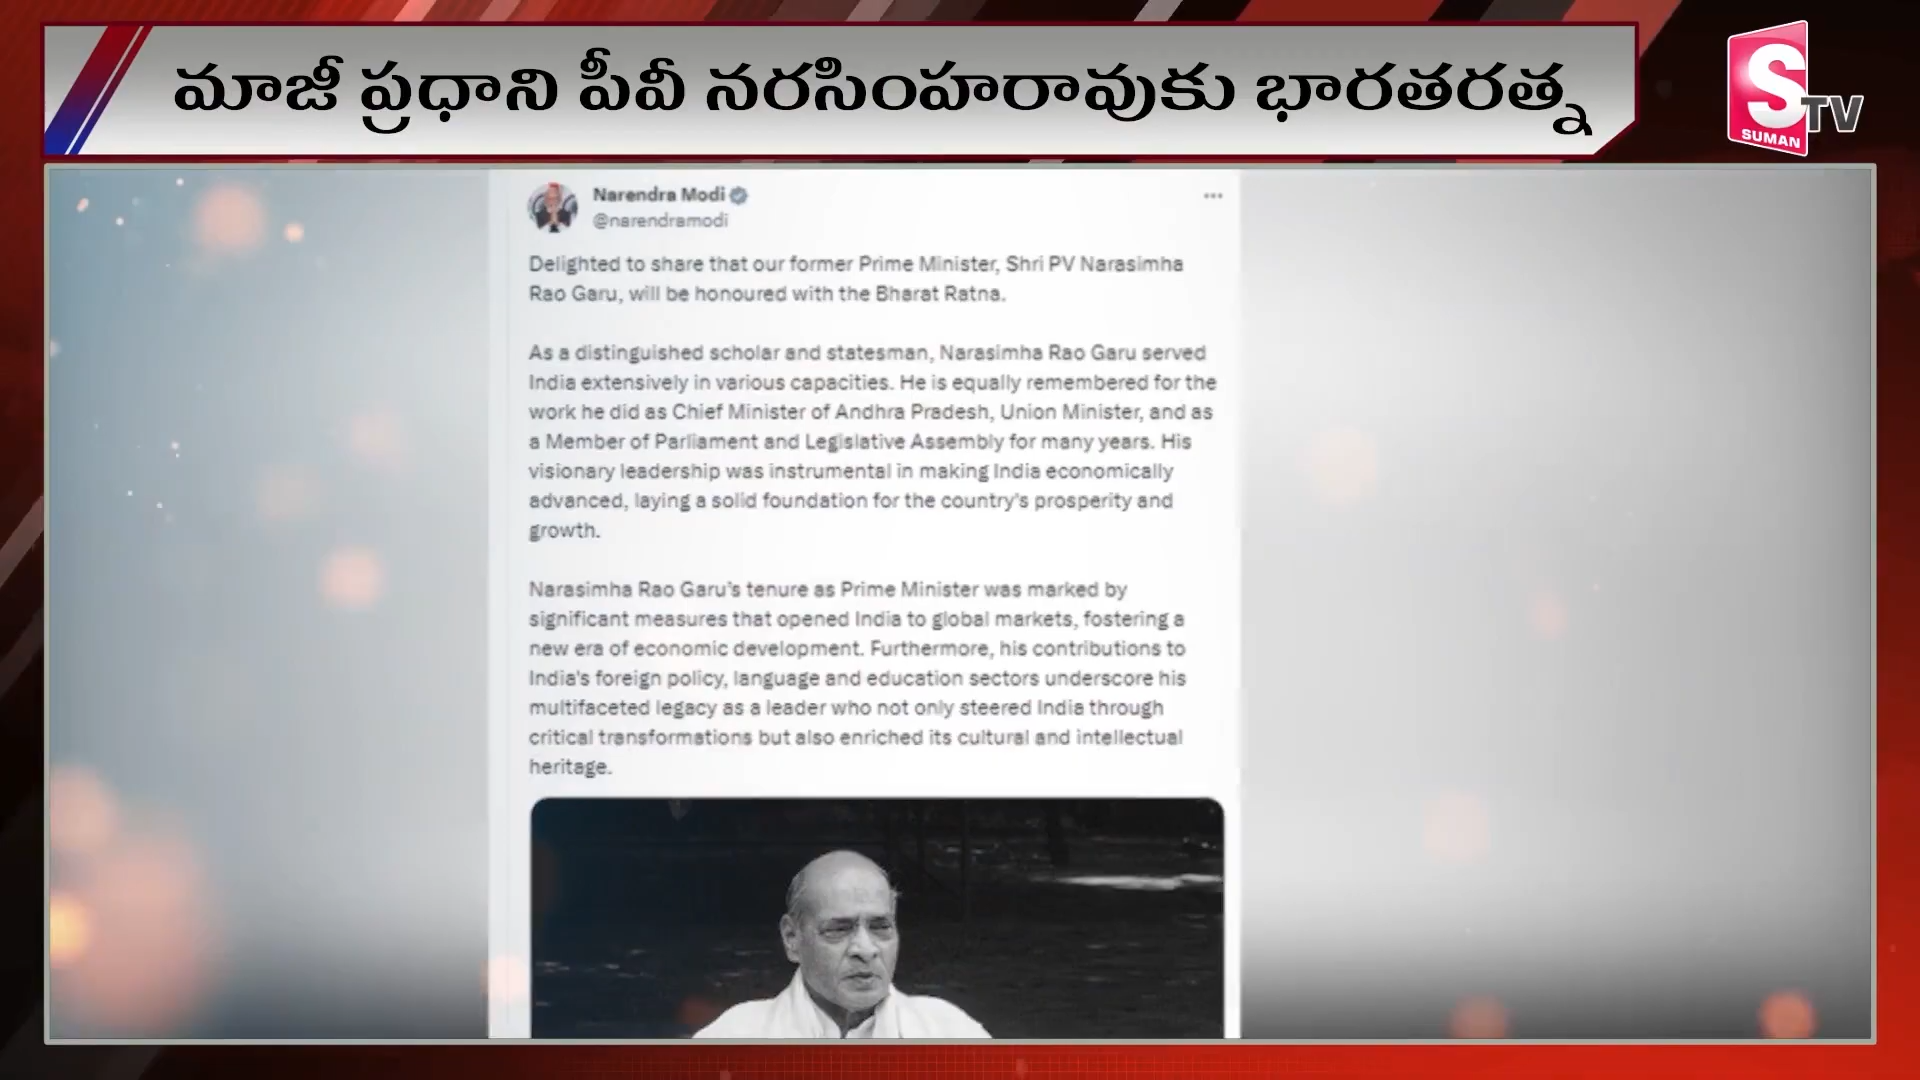 మాజీ ప్రధాని పీవీ నరసింహరావుకు భారతరత్న
S TV
SUMAN
Narendra Modi
@narendramodi
Delighted to share that our former Prime Minister, Shri PV Narasimha
Rao Garu, will be honoured with the Bharat Ratna.
As a distinguished scholar and statesman, Narasimha Rao Garu served
India extensively in various capacities. He is equally remembered for the
work he did as Chief Minister of Andhra Pradesh, Union Minister, and as
a Member of Parliament and Legislative Assembly for many years. His
visionary leadership was instrumental in making India economically
advanced, laying a solid foundation for the country's prosperity and
growth.
Narasimha Rao Garu's tenure as Prime Minister was marked by
significant measures that opened India to global markets, fostering a
new era of economic development. Furthermore, his contributions to
India's foreign policy, language and education sectors underscore his
multifaceted legacy as a leader who not only steered India through
critical transformations but also enriched its cultural and intellectual
heritage.